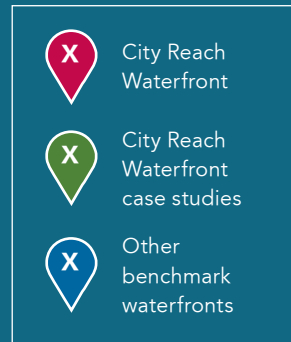 X
City Reach
Waterfront
X
City Reach
Waterfront
case studies
X
Other
benchmark
waterfronts